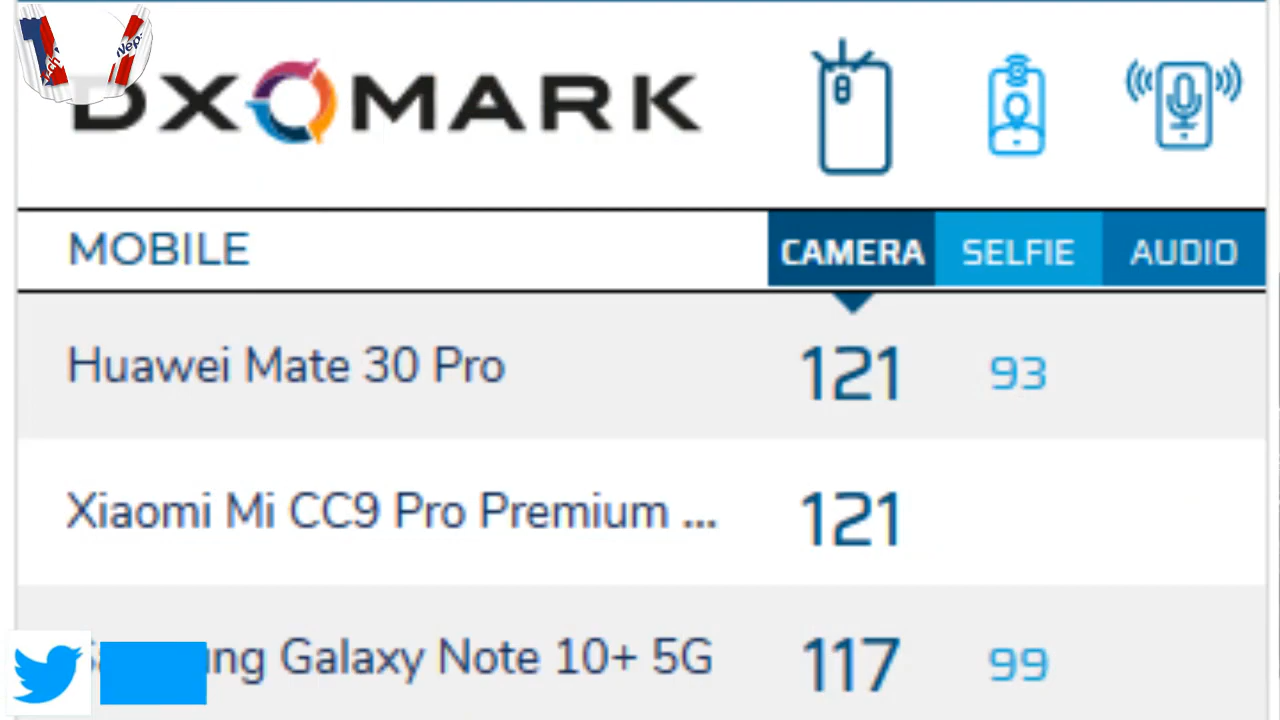 DXOMARK
MOBILE CAMERA SELFIE AUDIO
Huawei Mate 30 Pro 121 93
Xiaomi Mi CC9 Pro Premium ... 121
ng Galaxy Note 10+ 5G 117 99